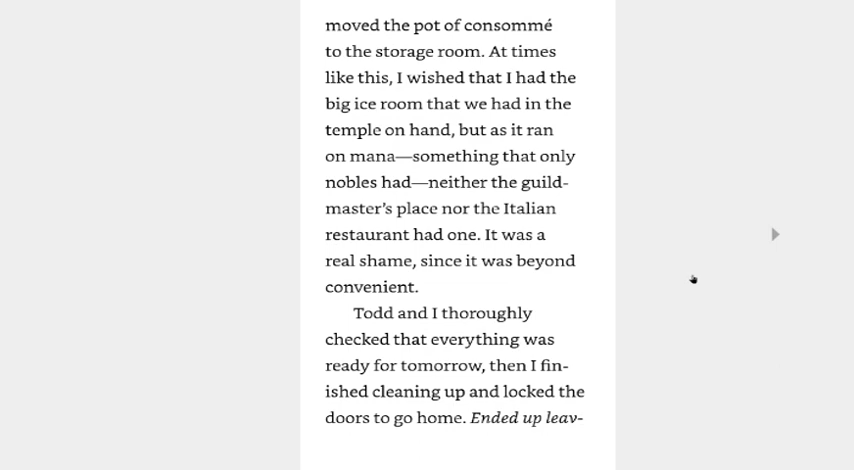 moved the pot of consommé
to the storage room. At times
like this, I wished that I had the
big ice room that we had in the
temple on hand, but as it ran
on mana—something that only
nobles had—neither the guild-
master's place nor the Italian
restaurant had one. It was a
real shame, since it was beyond
convenient.
Todd and I thoroughly
checked that everything was
ready for tomorrow, then I fin-
ished cleaning up and locked the
doors to go home. Ended up leav-